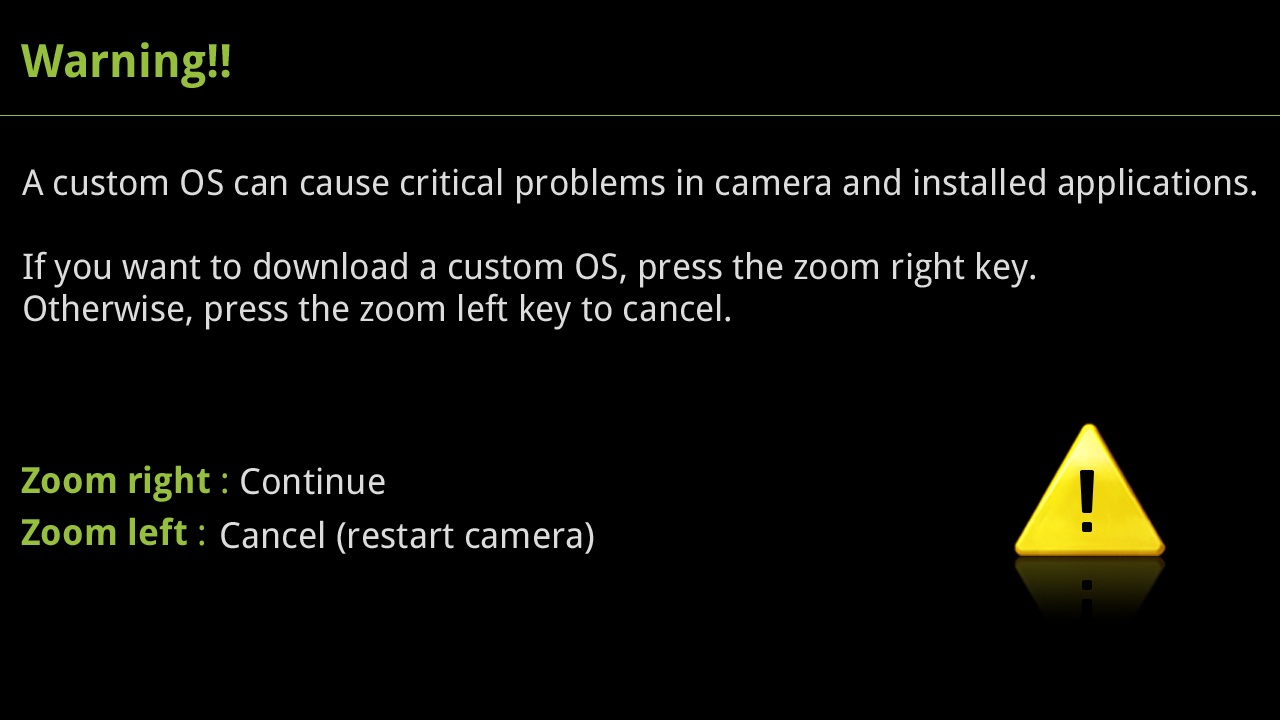 Warning!!
A custom OS can cause critical problems in camera and installed applications.
If you want to download a custom OS, press the zoom right key.
Otherwise, press the zoom left key to cancel.
Zoom right : Continue
Zoom left : Cancel (restart camera)
!